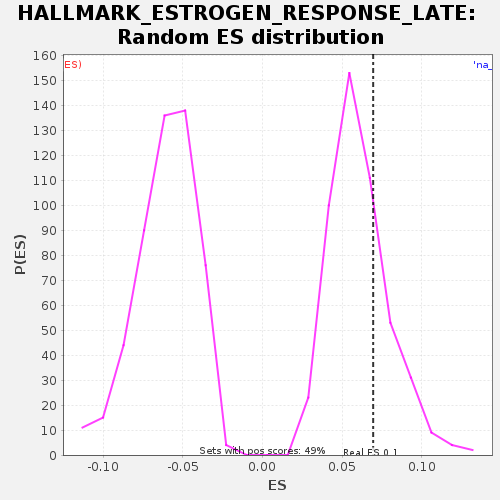 HALLMARK_ESTROGEN_RESPONSE_LATE:
Random ES distribution
160
ES)
'na_
150
140
130
120
110
100
90
80
70
60
50
40
30
20
10
0
P(ES)
Sets with pos scores: 49%
Real ES 0.1
-0.10
-0.05
0.00
0.05
0.10
ES